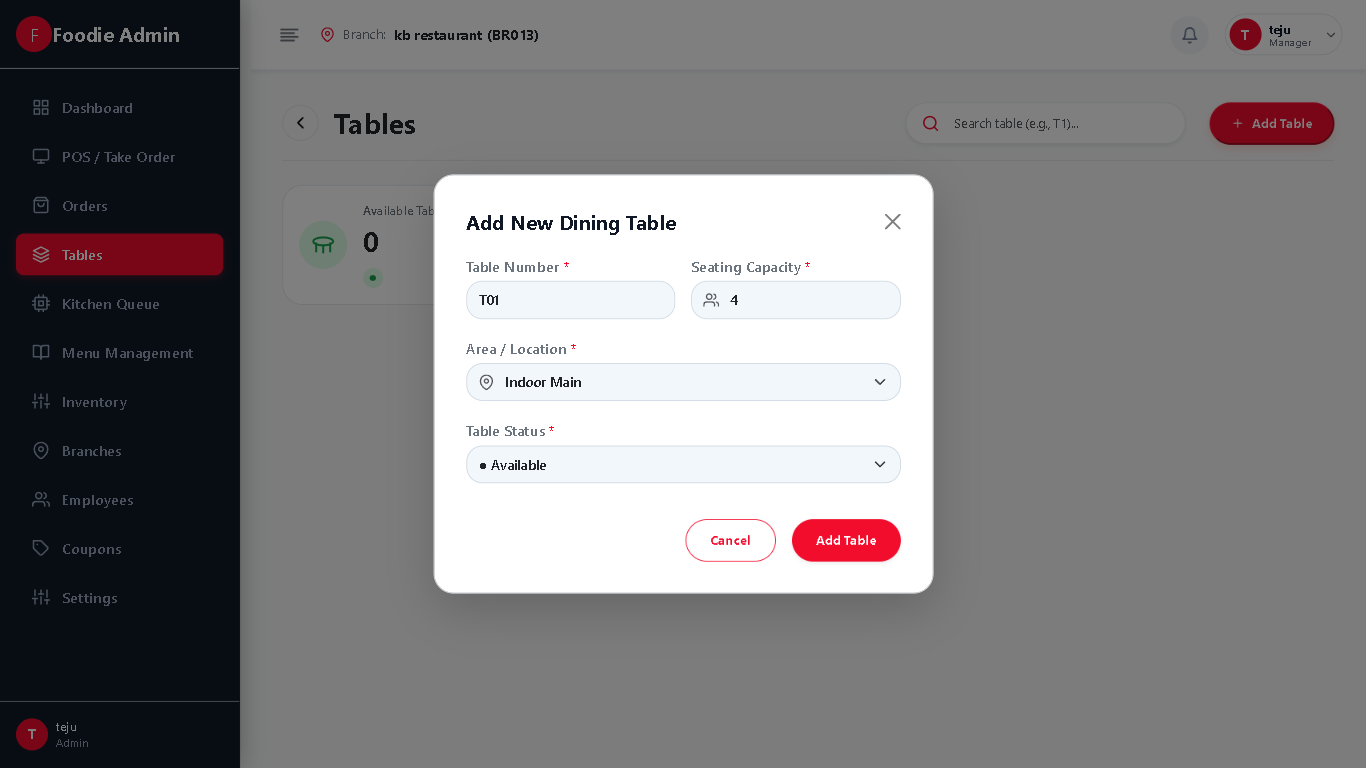 F Foodie Admin
Branch: kb restaurant (BR013)
T teju
Manager
Dashboard
POS / Take Order
Orders
Tables
Kitchen Queue
Menu Management
Inventory
Branches
Employees
Coupons
Settings
T teju
Admin
Tables
Search table (e.g., T1)...
+ Add Table
Available Tab
0
Add New Dining Table
Table Number *
Seating Capacity *
T01
4
Area / Location *
Indoor Main
Table Status *
● Available
Cancel
Add Table